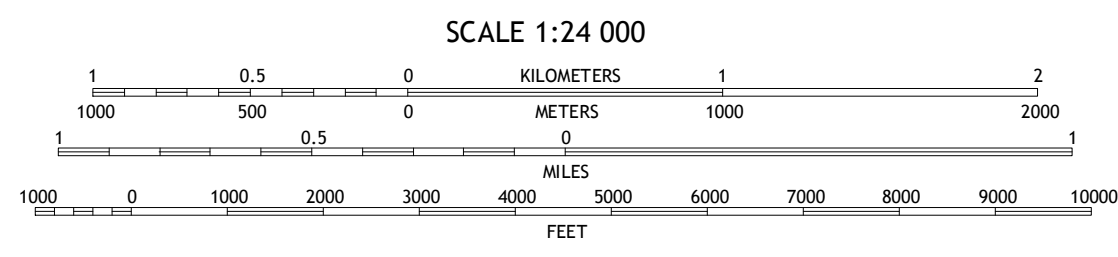 SCALE 1:24 000
1 0.5 0 KILOMETERS 1 2
1000 500 0 METERS 1000 2000
1 0.5 0 1
MILES
1000 0 1000 2000 3000 4000 5000 6000 7000 8000 9000 10000
FEET